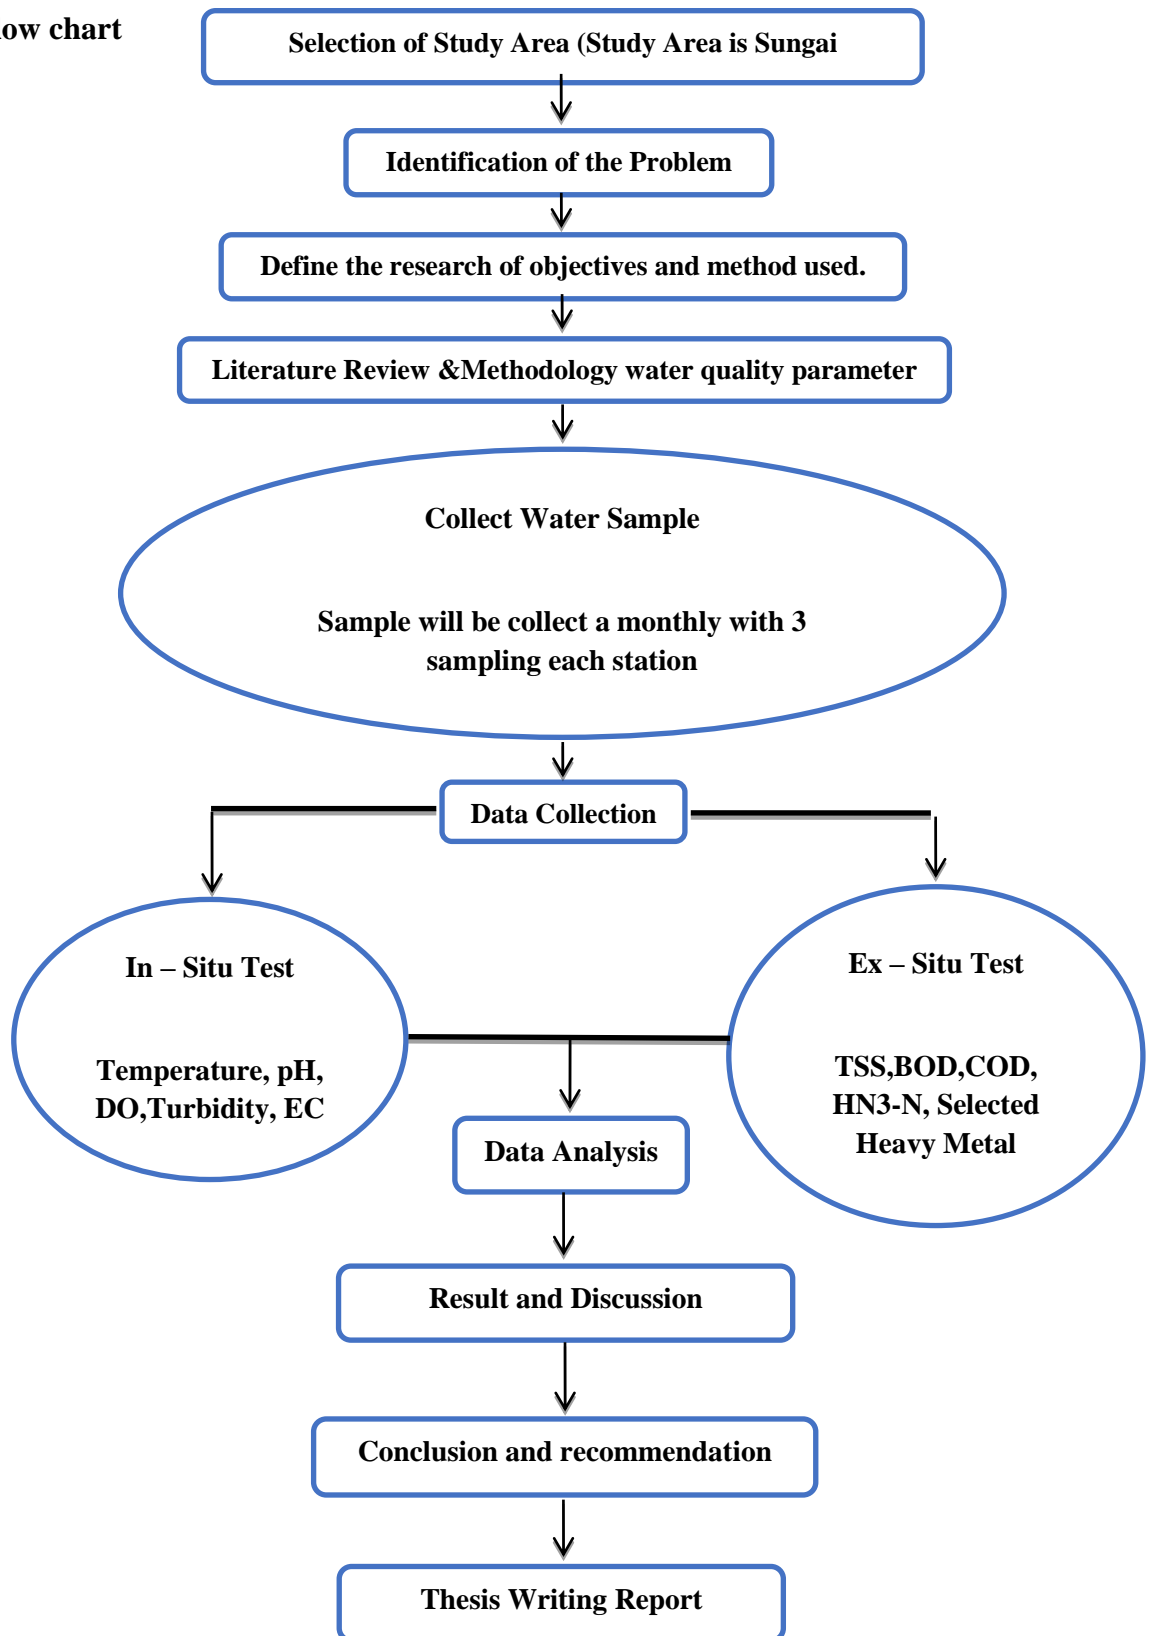 low chart
Selection of Study Area (Study Area is Sungai
Identification of the Problem
Define the research of objectives and method used.
Literature Review &Methodology water quality parameter
Collect Water Sample
Sample will be collect a monthly with 3
sampling each station
Data Collection
In – Situ Test
Temperature, pH,
DO,Turbidity, EC
Ex – Situ Test
TSS,BOD,COD,
HN3-N, Selected
Heavy Metal
Data Analysis
Result and Discussion
Conclusion and recommendation
Thesis Writing Report